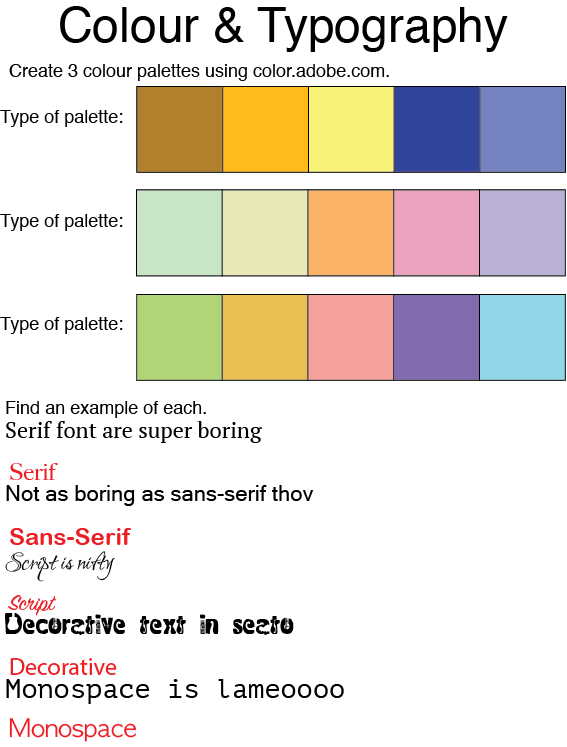 Colour & Typography
Create 3 colour palettes using color.adobe.com.
Type of palette:
Type of palette:
Type of palette:
Find an example of each.
Serif font are super boring
Serif
Not as boring as sans-serif thov
Sans-Serif
Script is nifty
Script
Decorative text in seato
Decorative
Monospace is lameoooo
Monospace